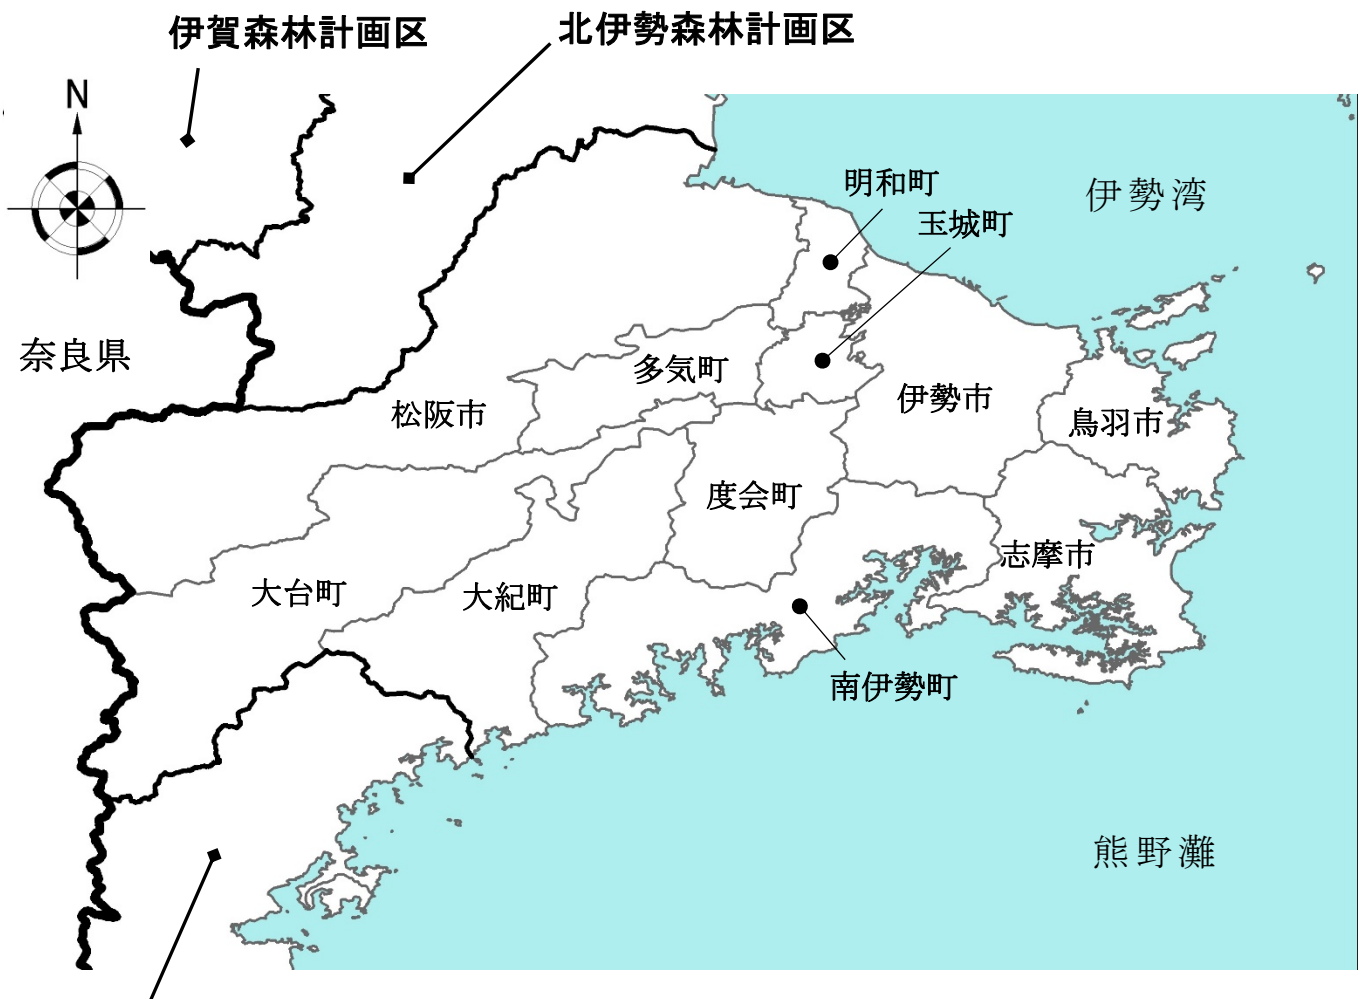 伊賀森林計画区
北伊勢森林計画区
N
明和町
伊勢湾
玉城町
奈良県
多気町
松阪市
伊勢市
鳥羽市
度会町
志摩市
大台町
大紀町
南伊勢町
熊野灘